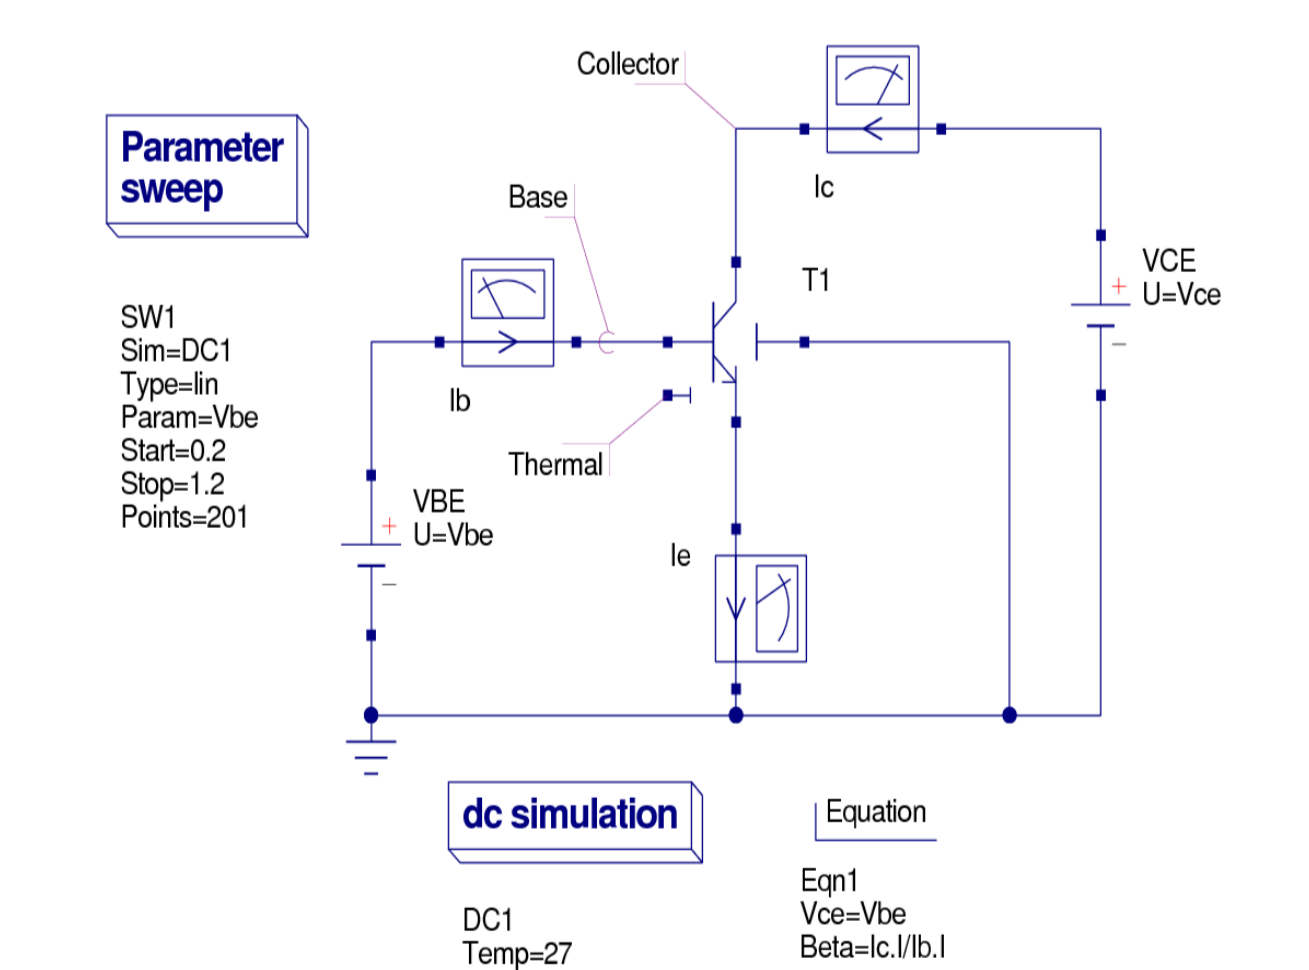 Collector
Parameter
sweep
Ic
Base
T1
VCE
U=Vce
SW1
Sim=DC1
Type=lin
Param=Vbe
Start=0.2
Stop=1.2
Points=201
Ib
Thermal
VBE
U=Vbe
Ie
dc simulation
Equation
DC1
Temp=27
Eqn1
Vce=Vbe
Beta=Ic.I/Ib.I